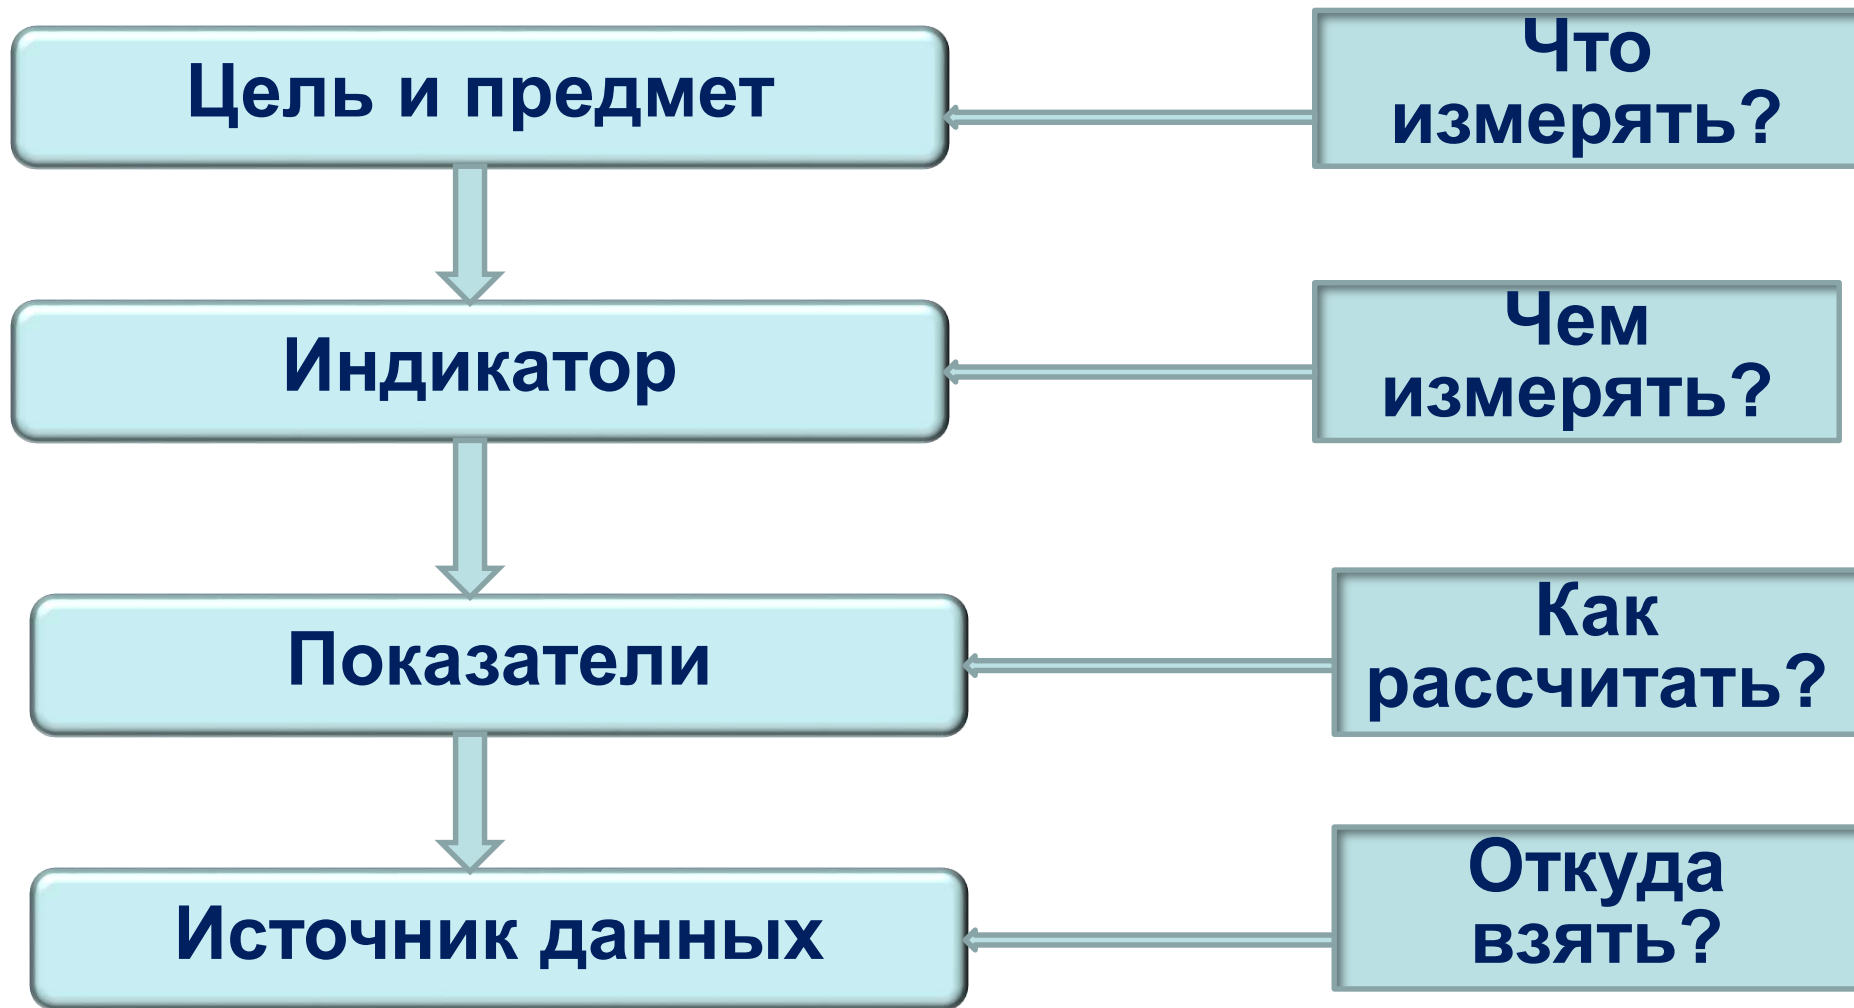 Цель и предмет
Что
измерять?
Индикатор
Чем
измерять?
Показатели
Как
рассчитать?
Источник данных
Откуда
взять?